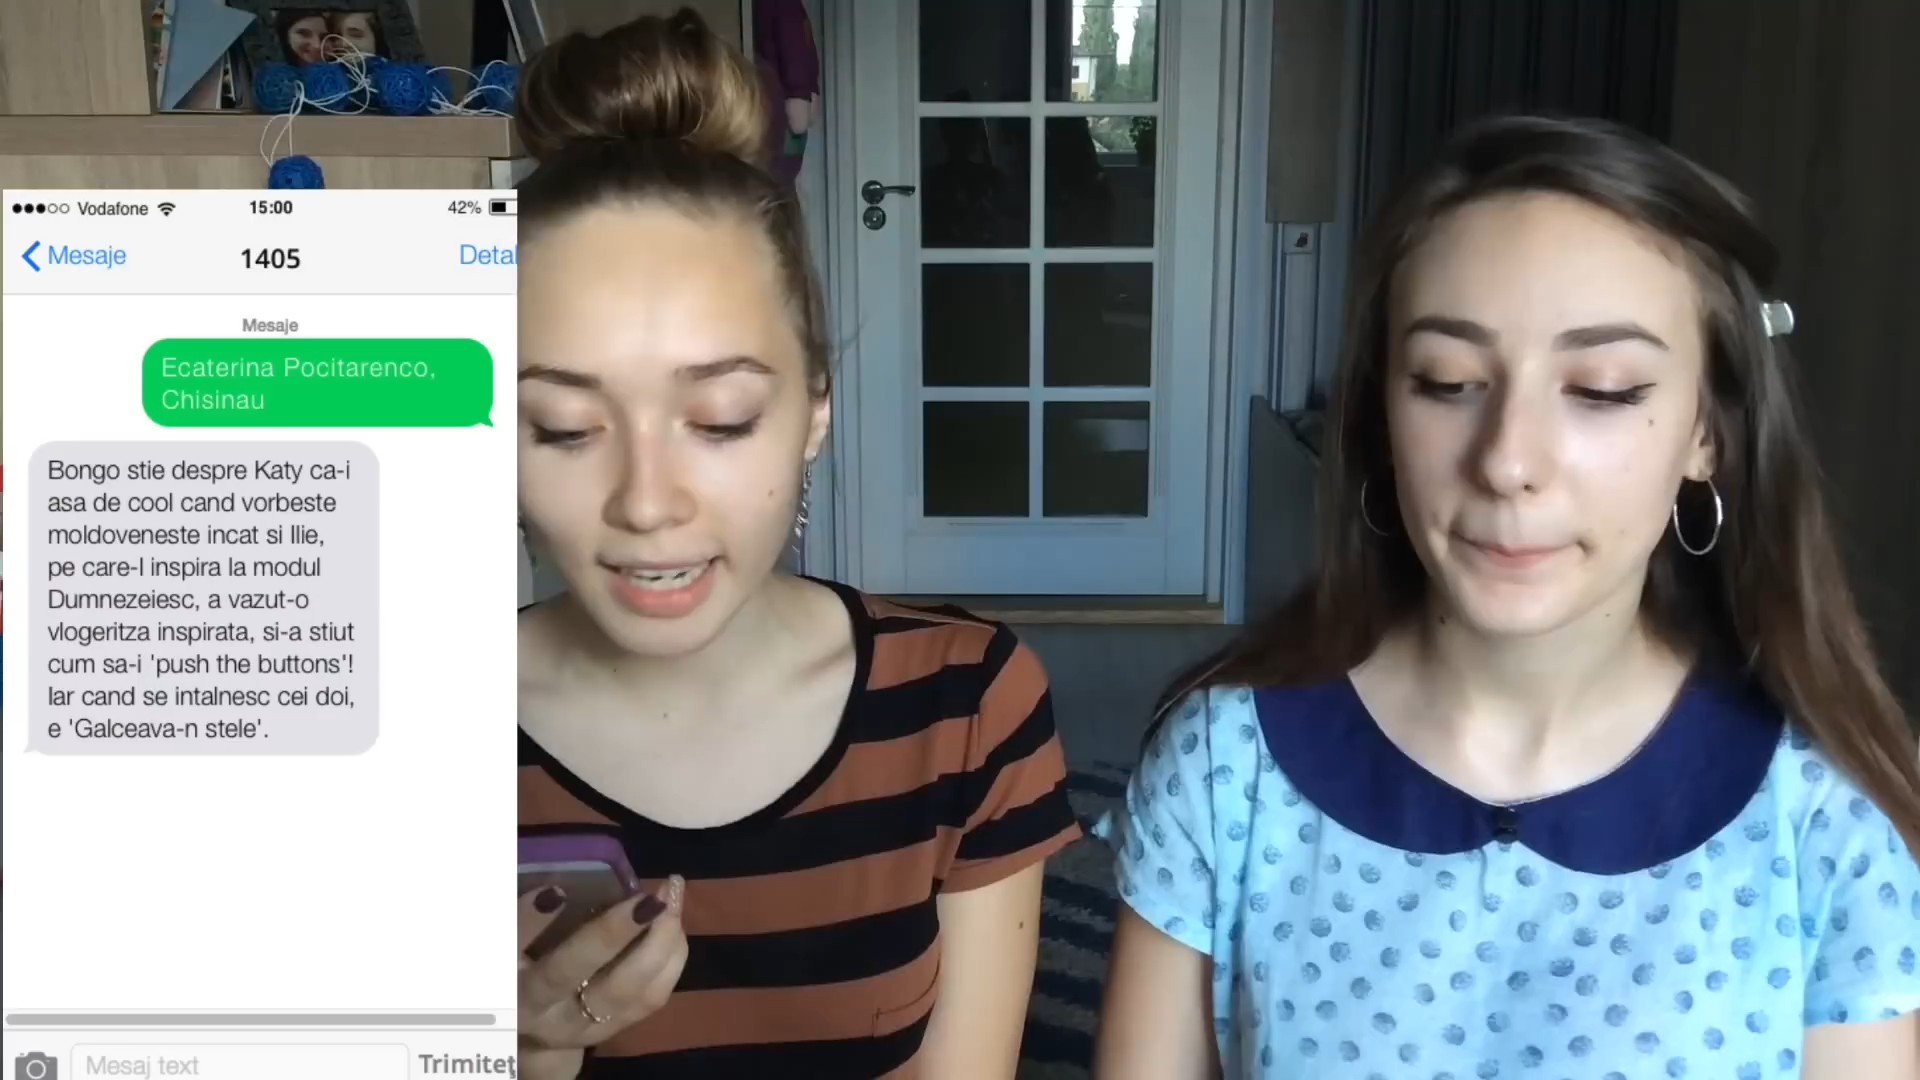 ●●●○○ Vodafone 15:00 42%
Mesaje 1405 Detal
Mesaje
Ecaterina Pocitarenco,
Chisinau
Bongo stie despre Katy ca-i
asa de cool cand vorbeste
moldoveneste incat si Ilie,
pe care-l inspira la modul
Dumnezeiesc, a vazut-o
vlogeritza inspirata, si-a stiut
cum sa-i 'push the buttons'!
Iar cand se intalnesc cei doi,
e 'Galceava-n stele'.
Mesaj text Trimiteţ